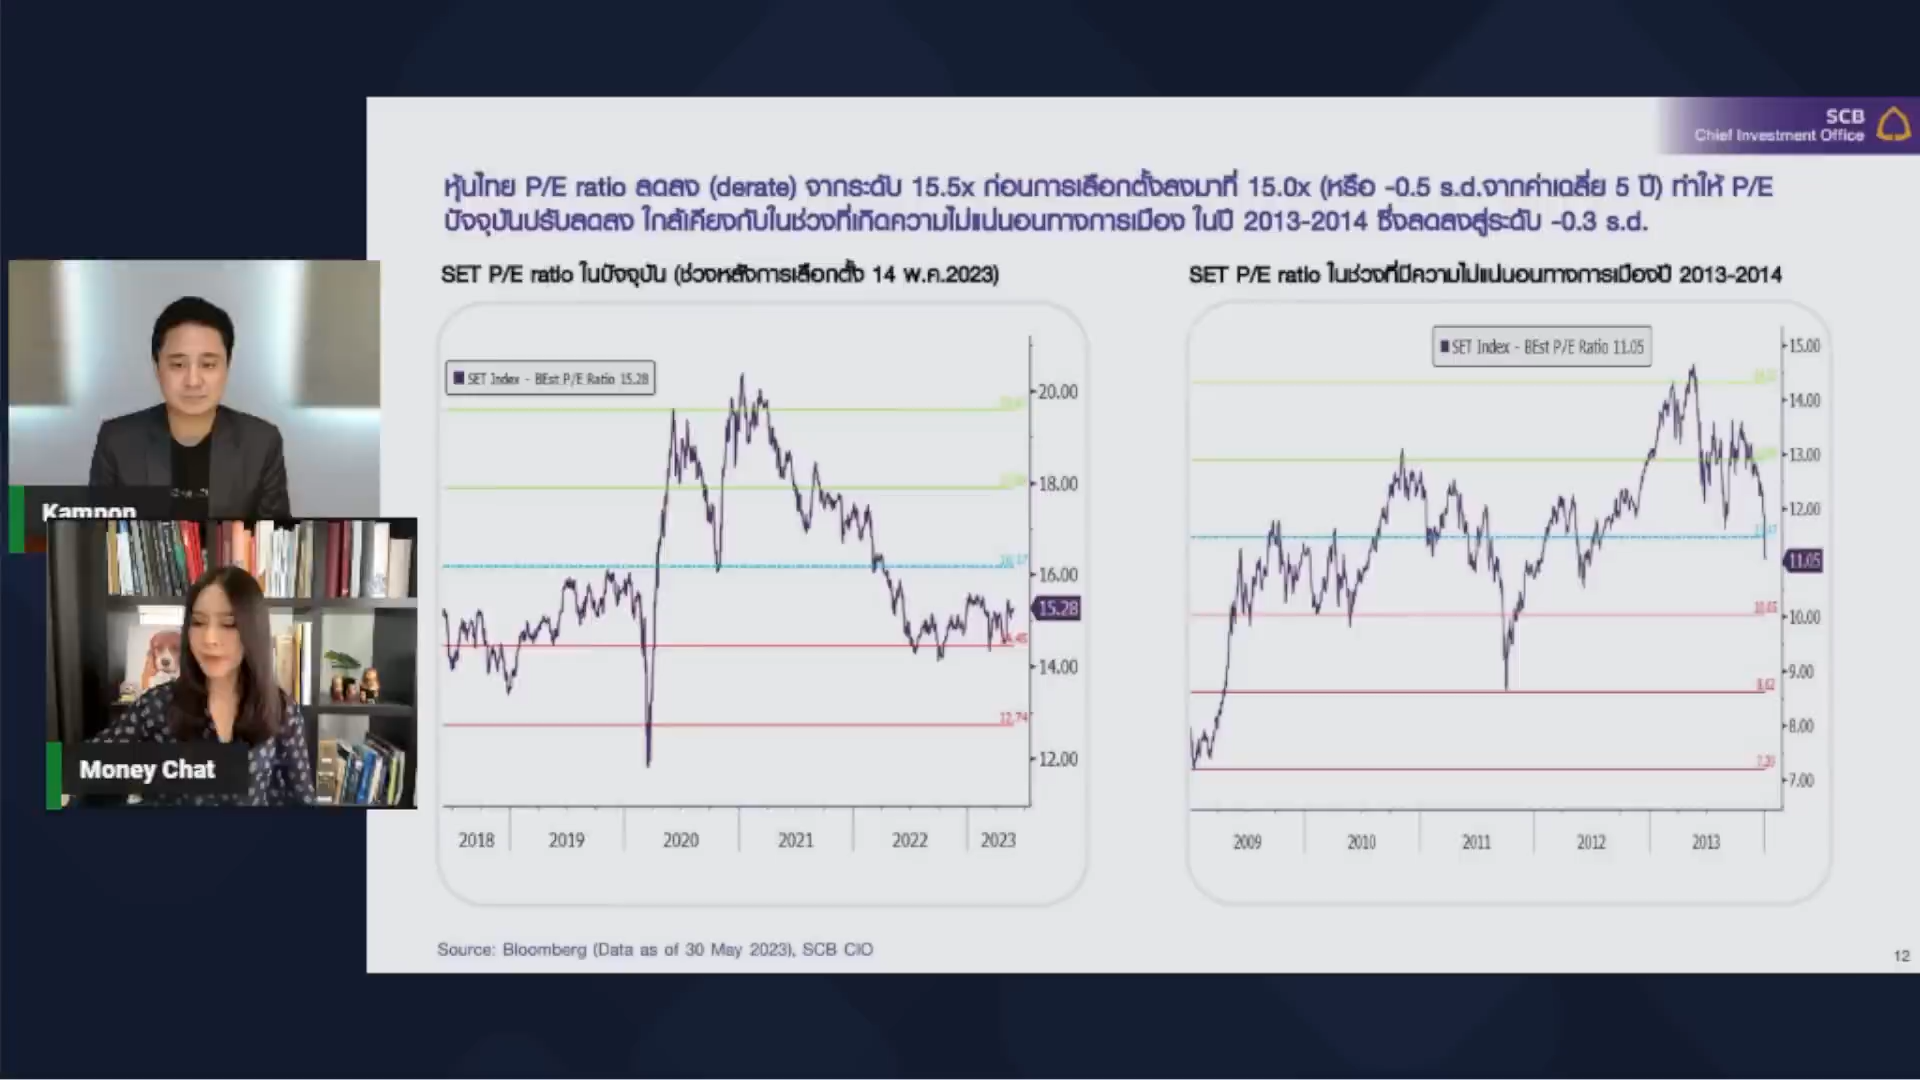 SCB
Chief Investment Office
หุ้นไทย P/E ratio ลดลง (derate) จากระดับ 15.5x ก่อนการเลือกตั้งลงมาที่ 15.0x (หรือ -0.5 s.d.จากค่าเฉลี่ย 5 ปี) ทำให้ P/E
ปัจจุบันปรับลดลง ใกล้เคียงกับในช่วงที่เกิดความไม่แน่นอนทางการเมือง ในปี 2013-2014 ซึ่งลดลงสู่ระดับ -0.3 s.d.
SET P/E ratio ในปัจจุบัน (ช่วงหลังการเลือกตั้ง 14 พ.ค.2023)
SET Index - BEst P/E Ratio 15.28
20.00
18.00
16.00
15.28
14.00
12.74
12.00
2018 2019 2020 2021 2022 2023
SET P/E ratio ในช่วงที่มีความไม่แน่นอนทางการเมืองปี 2013-2014
SET Index - BEst P/E Ratio 11.05
15.00
14.00
13.00
12.00
11.05
10.00
9.00
8.62
8.00
7.00
2009 2010 2011 2012 2013
Source: Bloomberg (Data as of 30 May 2023), SCB CIO
12
Kampon
Money Chat